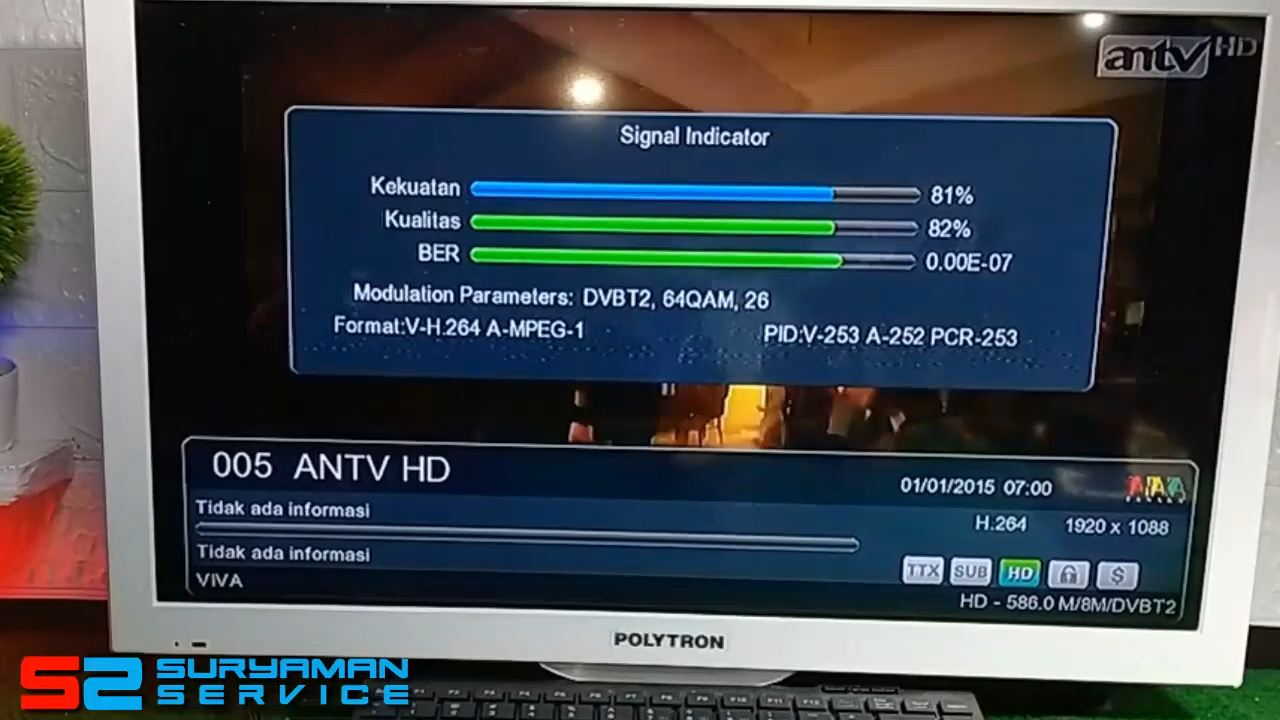 antv HD
Signal Indicator
Kekuatan 81%
Kualitas 82%
BER 0.00E-07
Modulation Parameters: DVBT2, 64QAM, 26
Format:V-H.264 A-MPEG-1 PID:V-253 A-252 PCR-253
005 ANTV HD
01/01/2015 07:00
Tidak ada informasi
H.264 1920 x 1088
Tidak ada informasi
TTX SUB HD $
VIVA
HD - 586.0 M/8M/DVBT2
POLYTRON
S2 SURYAMAN
SERVICE